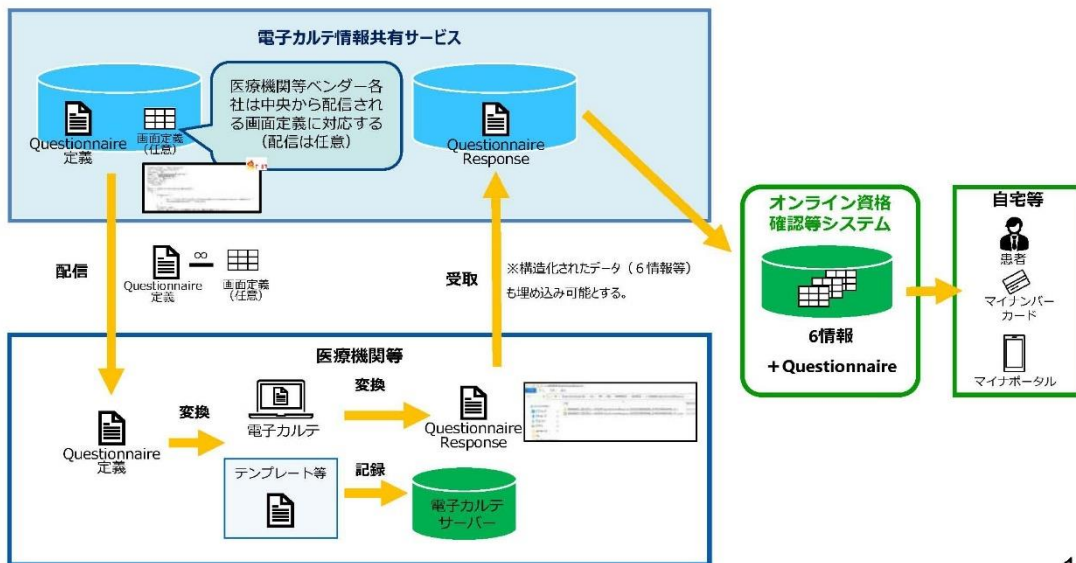 電子カルテ情報共有サービス
Questionnaire
定義
画面定義
(任意)
医療機関等ベンダー各
社は中央から配信され
る画面定義に対応する
(配信は任意)
Questionnaire
Response
配信
Questionnaire
定義
∞
画面定義
(任意)
受取
※構造化されたデータ(6情報等)
も埋め込み可能とする。
オンライン資格
確認等システム
6情報
+Questionnaire
自宅等
患者
マイナンバー
カード
マイナポータル
医療機関等
Questionnaire
定義
変換
電子カルテ
変換
Questionnaire
Response
テンプレート等
記録
電子カルテ
サーバー